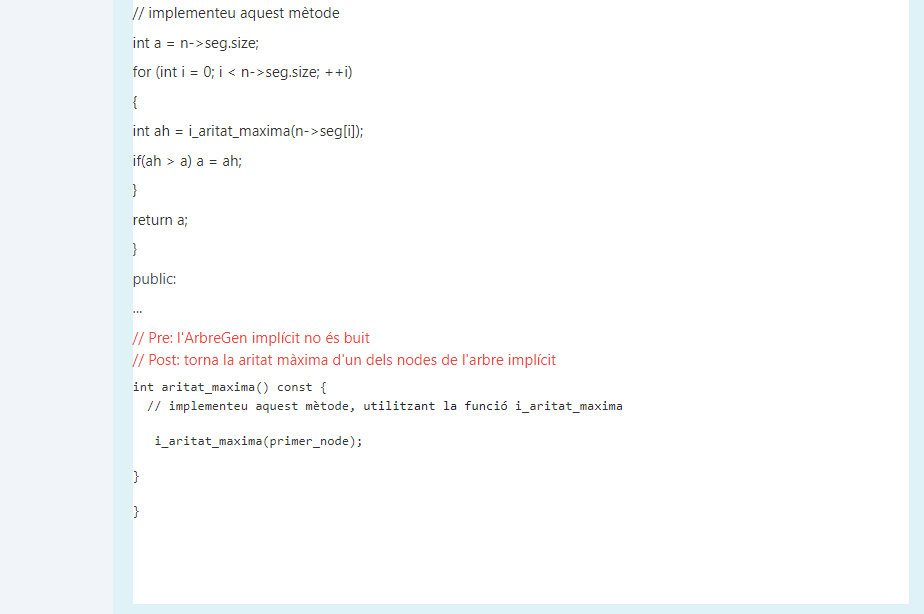 // implementeu aquest mètode
int a = n->seg.size;
for (int i = 0; i < n->seg.size; ++i)
{
int ah = i_aritat_maxima(n->seg[i]);
if(ah > a) a = ah;
}
return a;
}
public:
...
// Pre: l'ArbreGen implícit no és buit
// Post: torna la aritat màxima d'un dels nodes de l'arbre implícit
int aritat_maxima() const {
// implementeu aquest mètode, utilitzant la funció i_aritat_maxima
i_aritat_maxima(primer_node);
}
}